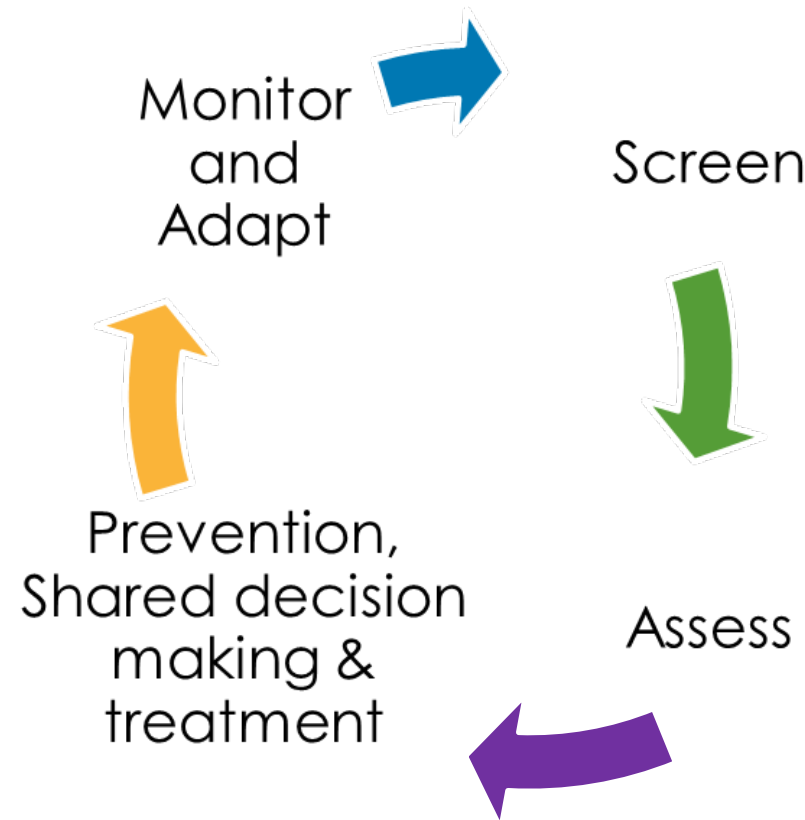 Monitor
and
Adapt
Screen
Assess
Prevention,
Shared decision
making &
treatment